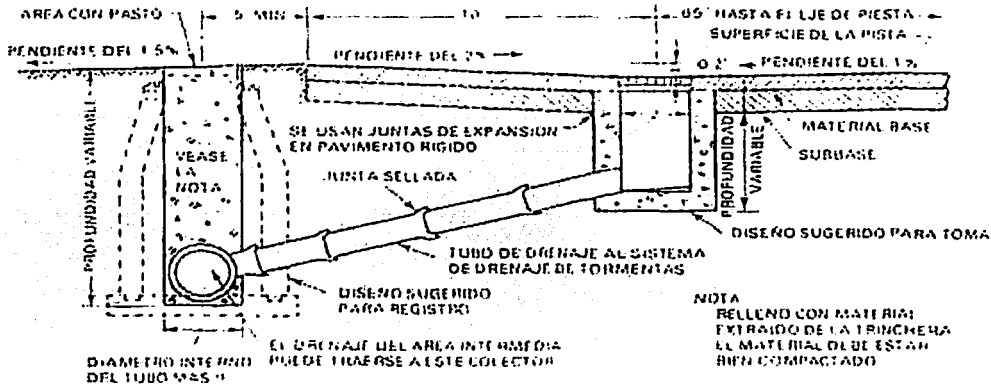 AREA CON PASTO
5 MIN
10
65' HASTA EL EJE DE PIESTA
SUPERFICIE DE LA PISTA
PENDIENTE DEL 1.5%
PENDIENTE DEL 2%
0.2'
PENDIENTE DEL 1%
PROFUNDIDAD VARIABLE
VEASE
LA
NOTA
SE USAN JUNTAS DE EXPANSION
EN PAVIMENTO RIGIDO
PROFUNDIDAD
VARIABLE
MATERIAL BASE
SUBBASE
JUNTA SELLADA
DISEÑO SUGERIDO PARA TOMA
TUBO DE DRENAJE AL SISTEMA
DE DRENAJE DE TORMENTAS
DISEÑO SUGERIDO
PARA REGISTRO
NOTA
RELLENO CON MATERIAL
EXTRAIDO DE LA TRINCHERA
EL MATERIAL DEBE ESTAR
BIEN COMPACTADO
EL DRENAJE DEL AREA INTERMEDIA
PUEDE TRAERSE A ESTE COLECTOR
DIAMETRO INTERNO
DEL TUBO MAS